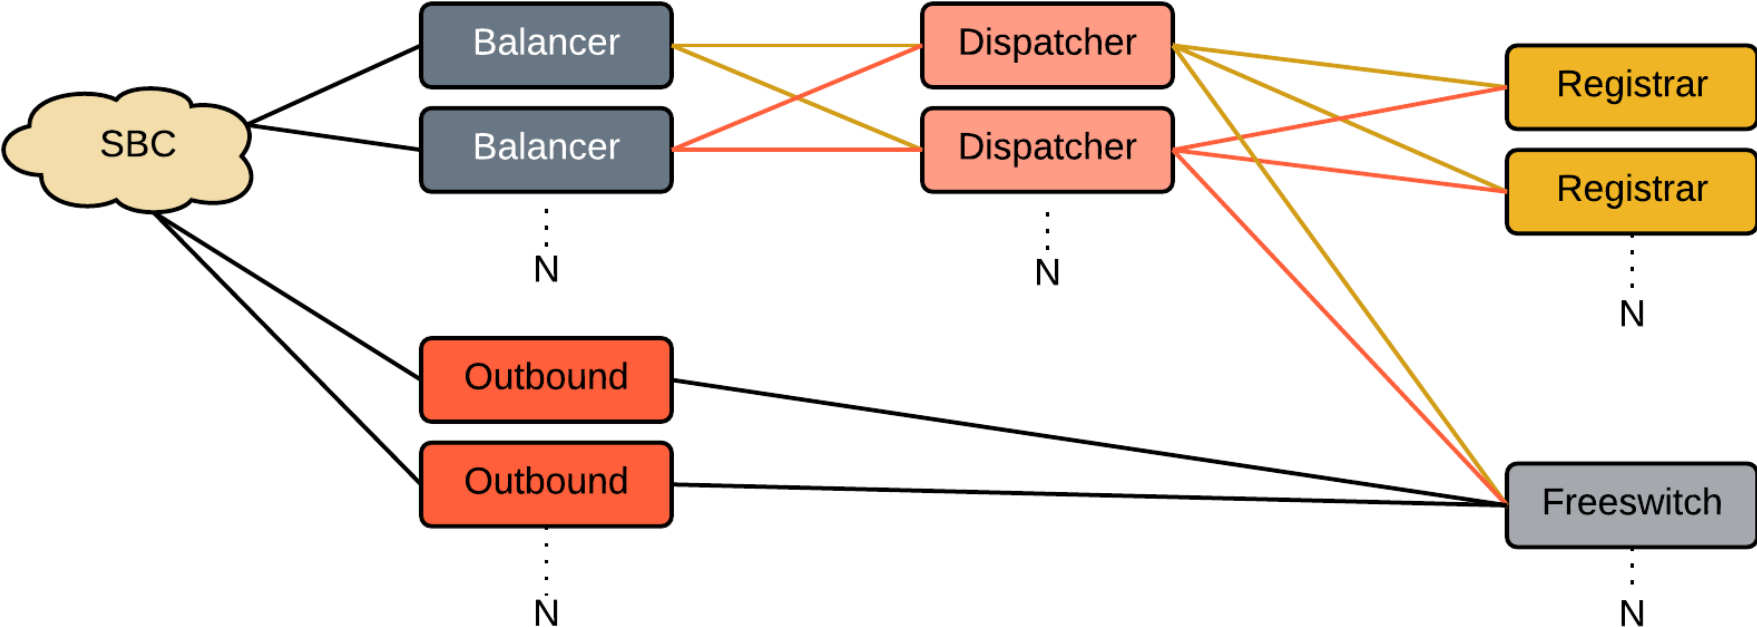 Balancer
Dispatcher
Registrar
SBC
Balancer
Dispatcher
Registrar
N
N
N
Outbound
Outbound
Freeswitch
N
N